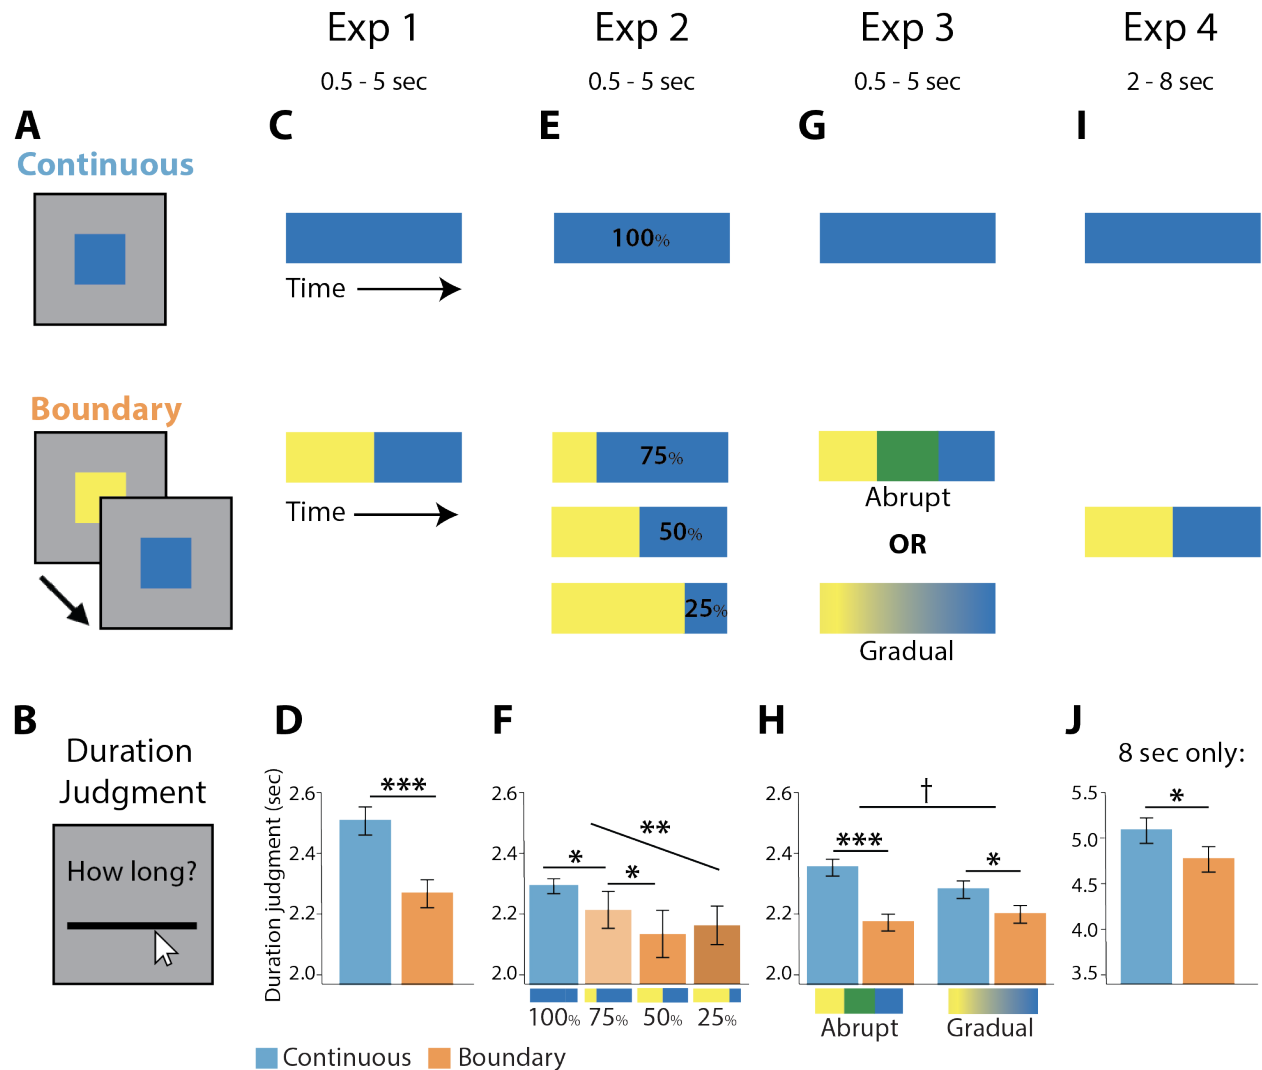 Exp 1
Exp 2
Exp 3
Exp 4
0.5 - 5 sec
0.5 - 5 sec
0.5 - 5 sec
2 - 8 sec
A
C
E
G
I
Continuous
100%
Time
Boundary
75%
50%
25%
Time
Abrupt
OR
Gradual
B
Duration
Judgment
How long?
D
Duration judgment (sec)
2.6
2.4
2.2
2.0
***
F
2.6
2.4
2.2
2.0
*
*
**
100%
75%
50%
25%
H
2.6
2.4
2.2
2.0
***
†
*
Abrupt
Gradual
J
8 sec only:
5.5
5.0
4.5
4.0
3.5
*
Continuous
Boundary